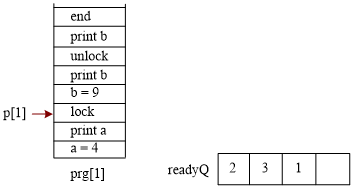 end
print b
unlock
print b
b = 9
p[1]
lock
print a
a = 4
prg[1]
readyQ
2
3
1